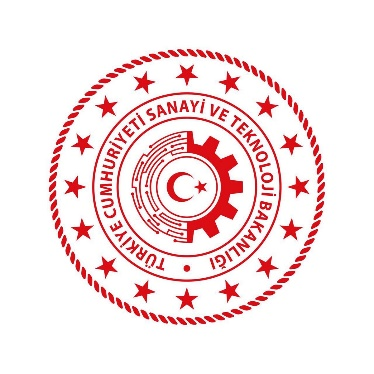 TÜRKİYE CUMHURİYETİ SANAYİ VE TEKNOLOJİ BAKANLIĞI